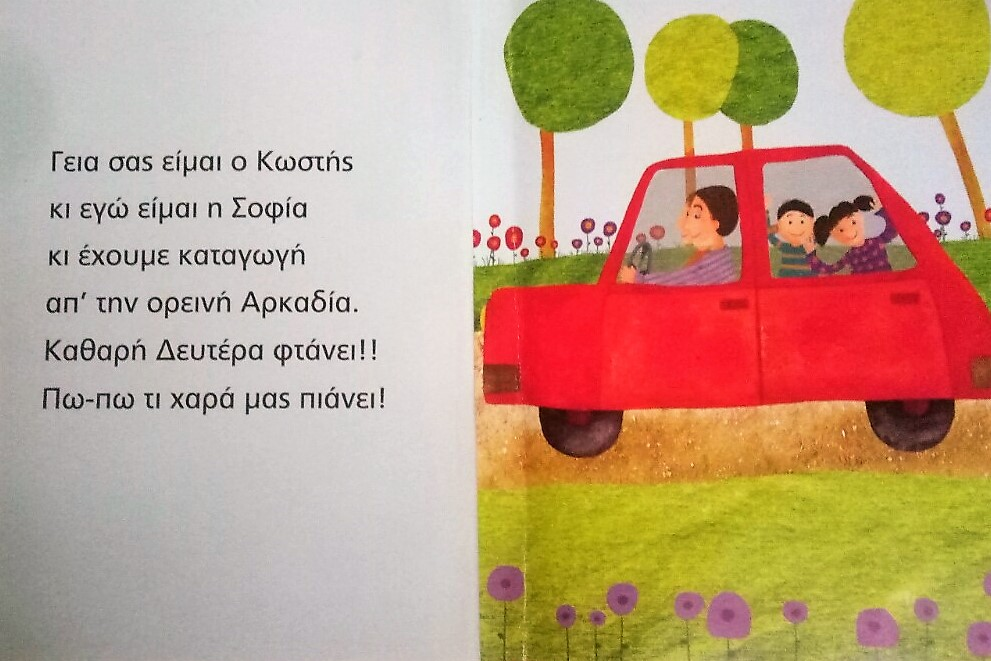 Γεια σας είμαι ο Κωστής
κι εγώ είμαι η Σοφία
κι έχουμε καταγωγή
απ’ την ορεινή Αρκαδία.
Καθαρή Δευτέρα φτάνει!!
Πω-πω τι χαρά μας πιάνει!